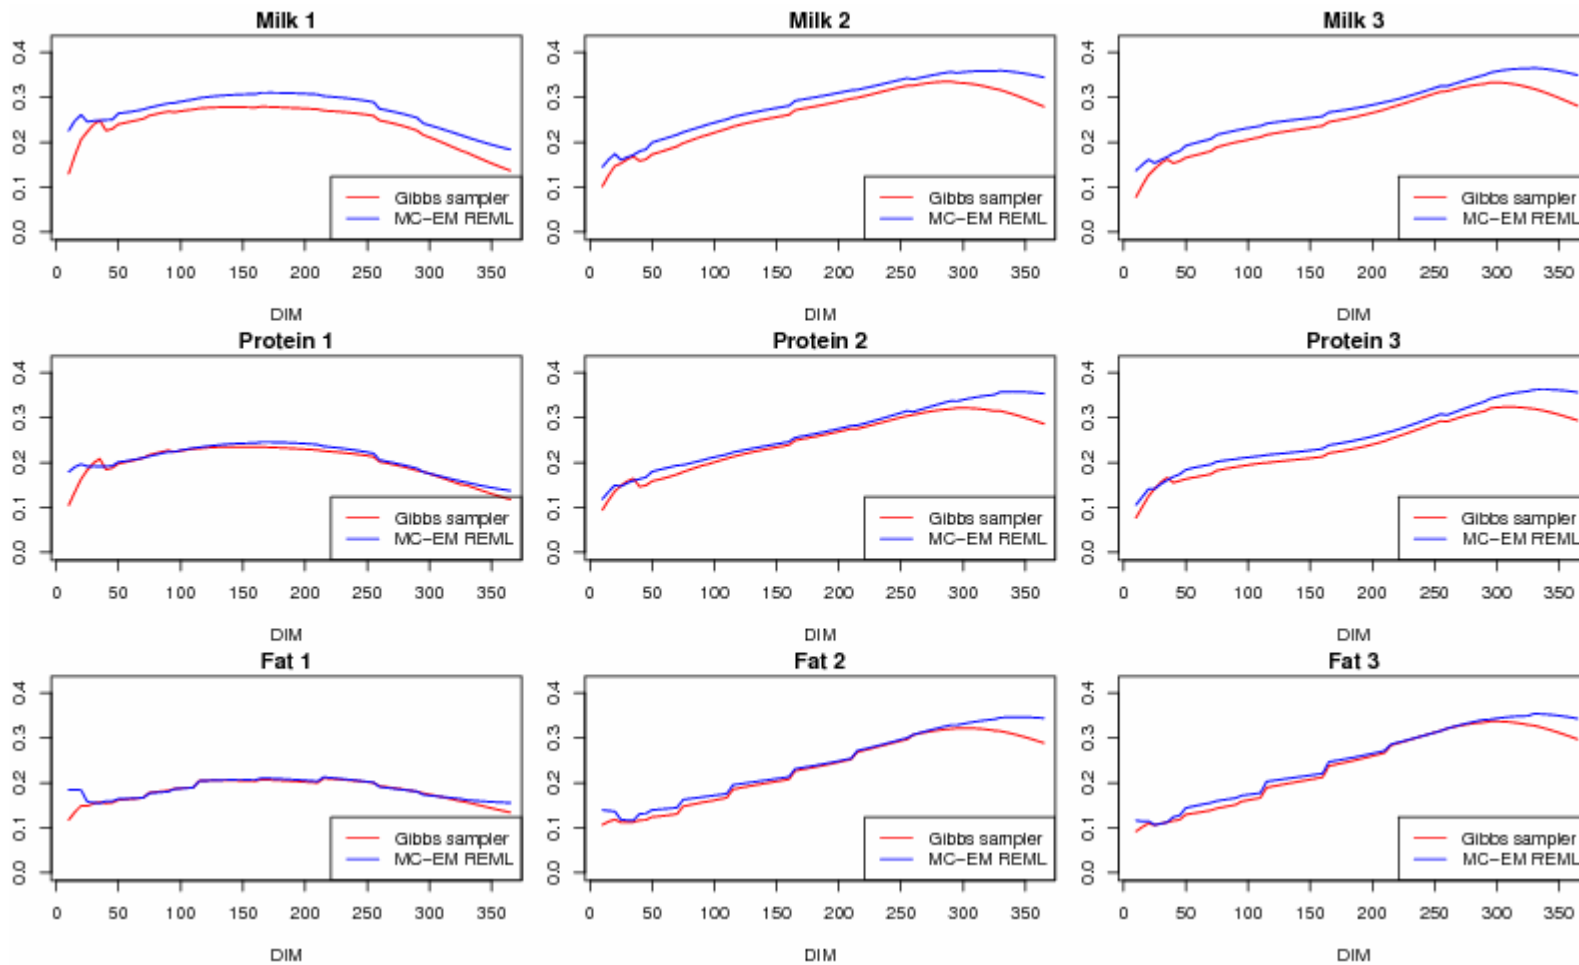 Milk 1 Milk 2 Milk 3
0.4 0.4 0.4
0.3 0.3 0.3
0.2 0.2 0.2
0.1 0.1 0.1
0.0 0.0 0.0
Gibbs sampler Gibbs sampler Gibbs sampler
MC-EM REML MC-EM REML MC-EM REML
0 50 100 150 200 250 300 350 0 50 100 150 200 250 300 350 0 50 100 150 200 250 300 350
DIM DIM DIM
Protein 1 Protein 2 Protein 3
0.4 0.4 0.4
0.3 0.3 0.3
0.2 0.2 0.2
0.1 0.1 0.1
0.0 0.0 0.0
Gibbs sampler Gibbs sampler Gibbs sampler
MC-EM REML MC-EM REML MC-EM REML
0 50 100 150 200 250 300 350 0 50 100 150 200 250 300 350 0 50 100 150 200 250 300 350
DIM DIM DIM
Fat 1 Fat 2 Fat 3
0.4 0.4 0.4
0.3 0.3 0.3
0.2 0.2 0.2
0.1 0.1 0.1
0.0 0.0 0.0
Gibbs sampler Gibbs sampler Gibbs sampler
MC-EM REML MC-EM REML MC-EM REML
0 50 100 150 200 250 300 350 0 50 100 150 200 250 300 350 0 50 100 150 200 250 300 350
DIM DIM DIM